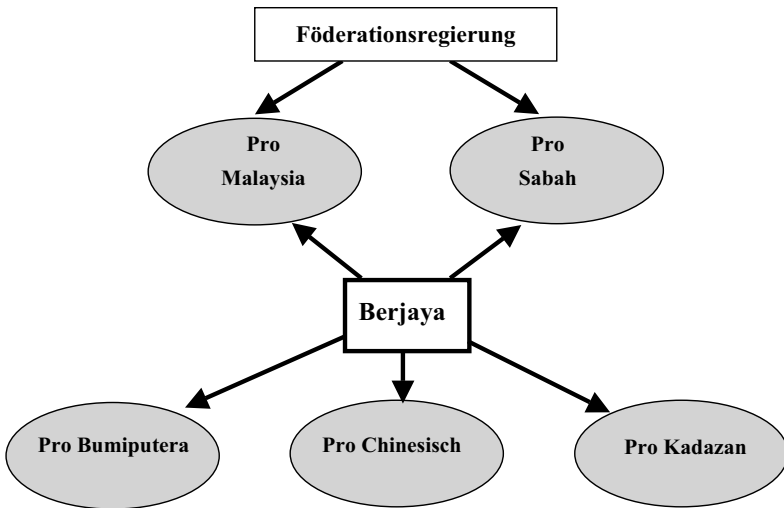 Föderationsregierung
Pro
Malaysia
Pro
Sabah
Berjaya
Pro Bumiputera
Pro Chinesisch
Pro Kadazan